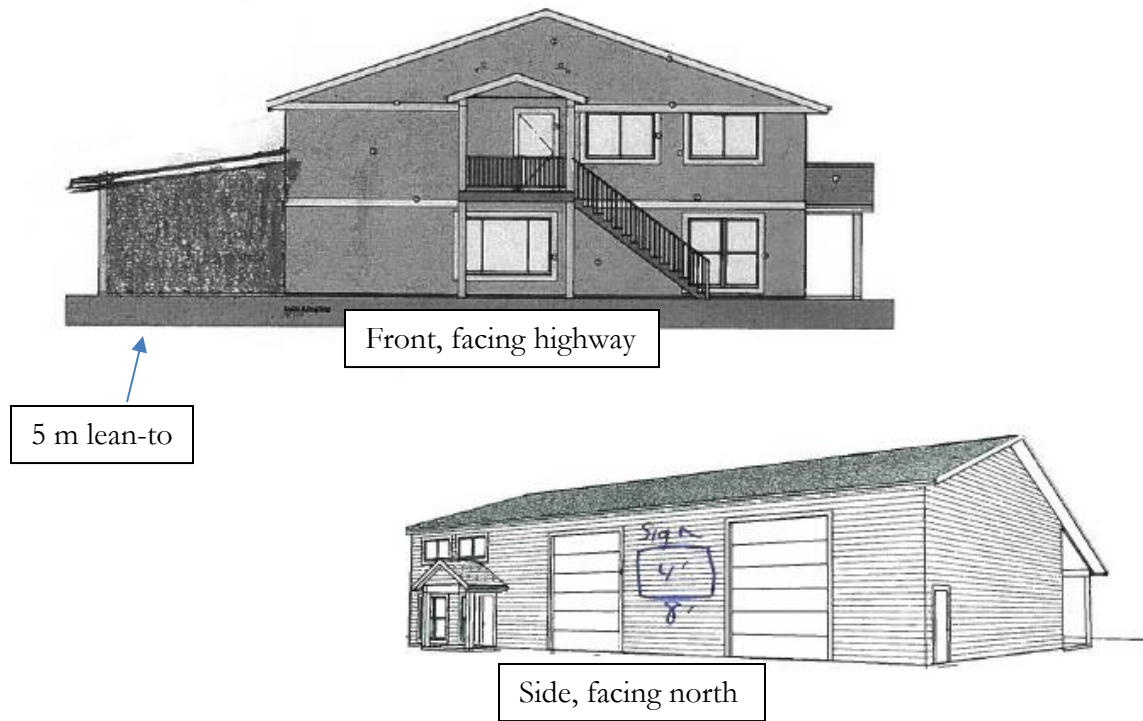 Front, facing highway
5 m lean-to
Sign
4'
8'
Side, facing north